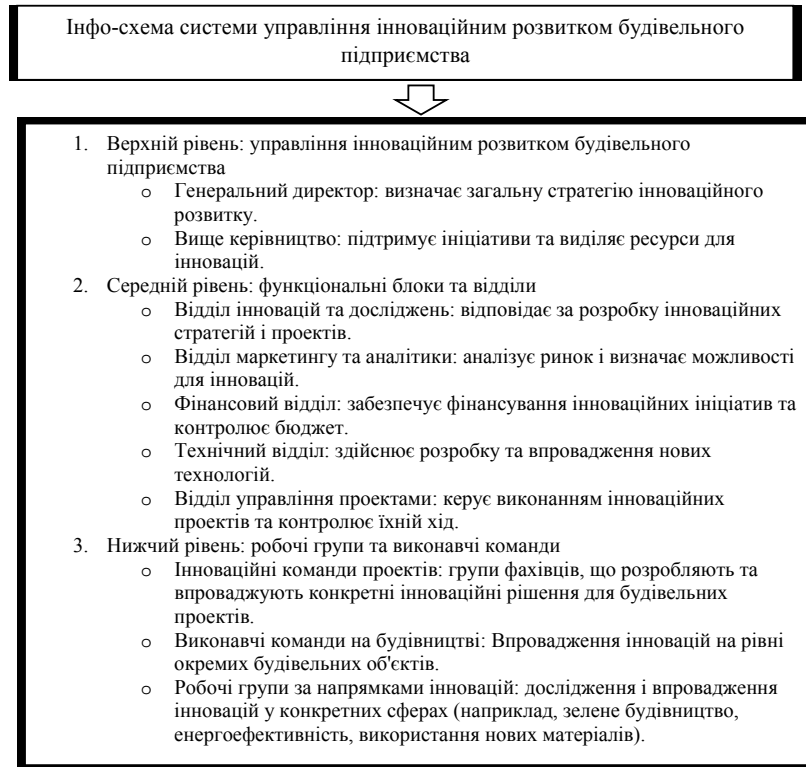 Інфо-схема системи управління інноваційним розвитком будівельного
підприємства
1. Верхній рівень: управління інноваційним розвитком будівельного
підприємства
o Генеральний директор: визначає загальну стратегію інноваційного
розвитку.
o Вище керівництво: підтримує ініціативи та виділяє ресурси для
інновацій.
2. Середній рівень: функціональні блоки та відділи
o Відділ інновацій та досліджень: відповідає за розробку інноваційних
стратегій і проектів.
o Відділ маркетингу та аналітики: аналізує ринок і визначає можливості
для інновацій.
o Фінансовий відділ: забезпечує фінансування інноваційних ініціатив та
контролює бюджет.
o Технічний відділ: здійснює розробку та впровадження нових
технологій.
o Відділ управління проектами: керує виконанням інноваційних
проектів та контролює їхній хід.
3. Нижчий рівень: робочі групи та виконавчі команди
o Інноваційні команди проектів: групи фахівців, що розробляють та
впроваджують конкретні інноваційні рішення для будівельних
проектів.
o Виконавчі команди на будівництві: Впровадження інновацій на рівні
окремих будівельних об'єктів.
o Робочі групи за напрямками інновацій: дослідження і впровадження
інновацій у конкретних сферах (наприклад, зелене будівництво,
енергоефективність, використання нових матеріалів).